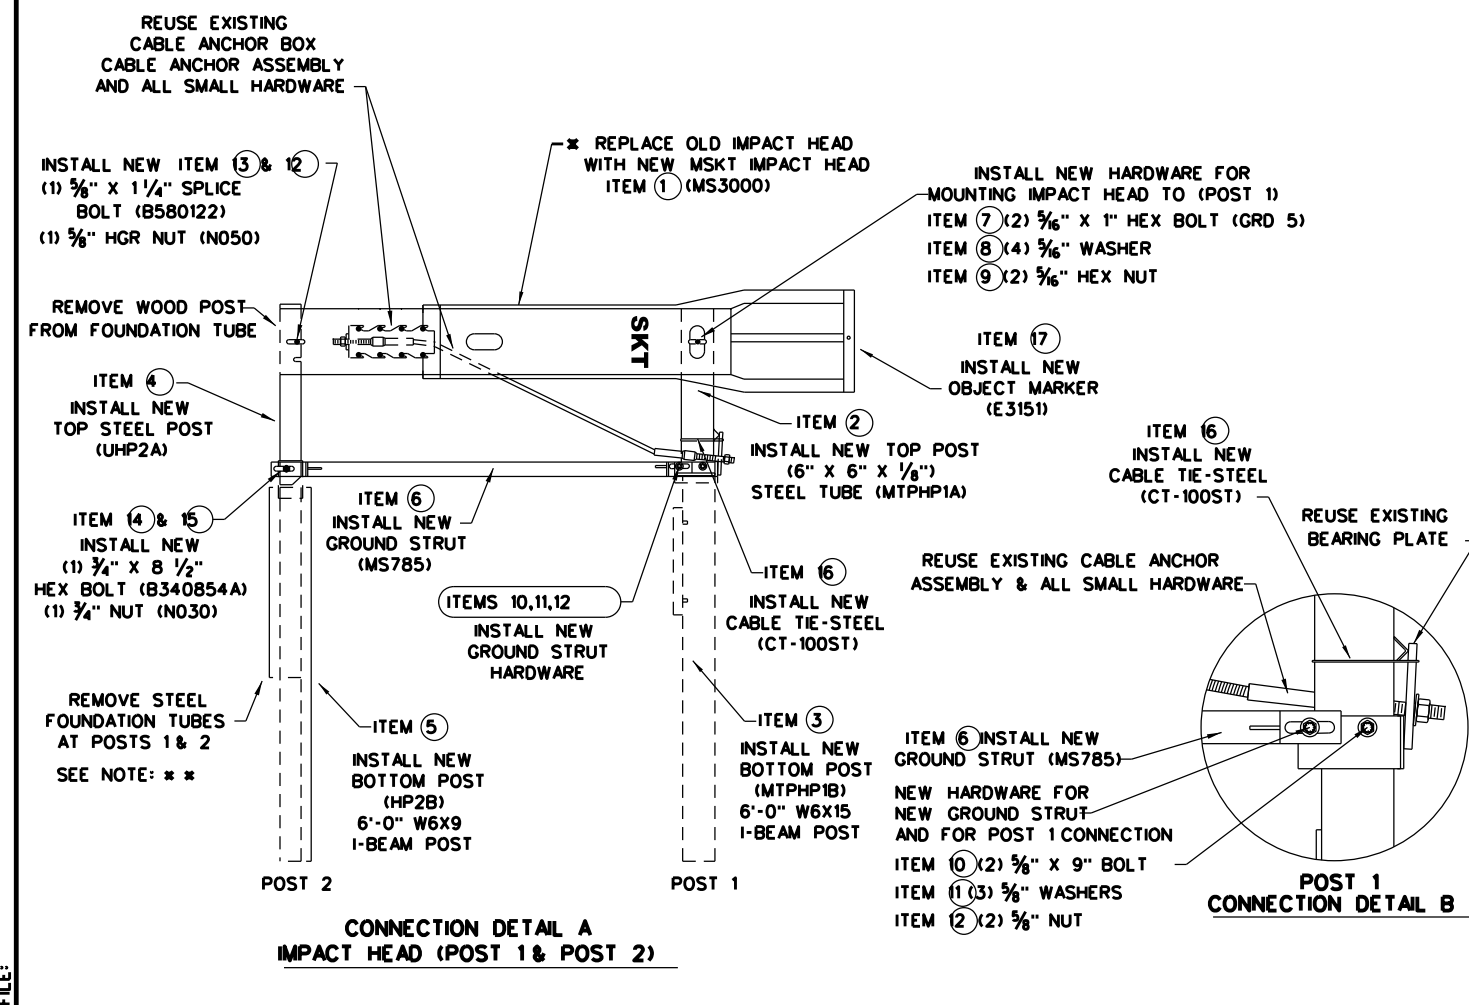 REUSE EXISTING
CABLE ANCHOR BOX
CABLE ANCHOR ASSEMBLY
AND ALL SMALL HARDWARE
* REPLACE OLD IMPACT HEAD
WITH NEW MSKT IMPACT HEAD
ITEM 1 (MS3000)
INSTALL NEW ITEM 13 & 12
(1) 5/8" X 1 1/4" SPLICE
BOLT (B580122)
(1) 5/8" HGR NUT (N050)
INSTALL NEW HARDWARE FOR
MOUNTING IMPACT HEAD TO (POST 1)
ITEM 7 (2) 5/16" X 1" HEX BOLT (GRD 5)
ITEM 8 (4) 5/16" WASHER
ITEM 9 (2) 5/16" HEX NUT
REMOVE WOOD POST
FROM FOUNDATION TUBE
SKT
ITEM 17
INSTALL NEW
OBJECT MARKER
(E3151)
ITEM 4
INSTALL NEW
TOP STEEL POST
(UHP2A)
ITEM 2
INSTALL NEW TOP POST
(6" X 6" X 1/8")
STEEL TUBE (MTPHP1A)
ITEM 16
INSTALL NEW
CABLE TIE-STEEL
(CT-100ST)
REUSE EXISTING
BEARING PLATE
ITEM 14 & 15
INSTALL NEW
(1) 3/4" X 8 1/2"
HEX BOLT (B340854A)
(1) 3/4" NUT (N030)
ITEM 6
INSTALL NEW
GROUND STRUT
(MS785)
REUSE EXISTING CABLE ANCHOR
ASSEMBLY & ALL SMALL HARDWARE
ITEMS 10,11,12
INSTALL NEW
GROUND STRUT
HARDWARE
ITEM 16
INSTALL NEW
CABLE TIE-STEEL
(CT-100ST)
REMOVE STEEL
FOUNDATION TUBES
AT POSTS 1 & 2
SEE NOTE: * *
ITEM 5
INSTALL NEW
BOTTOM POST
(HP2B)
6'-0" W6X9
I-BEAM POST
ITEM 3
INSTALL NEW
BOTTOM POST
(MTPHP1B)
6'-0" W6X15
I-BEAM POST
ITEM 6 INSTALL NEW
GROUND STRUT (MS785)
NEW HARDWARE FOR
NEW GROUND STRUT
AND FOR POST 1 CONNECTION
ITEM 10 (2) 5/8" X 9" BOLT
ITEM 11 (3) 5/8" WASHERS
ITEM 12 (2) 5/8" NUT
POST 2
POST 1
POST 1
CONNECTION DETAIL B
CONNECTION DETAIL A
IMPACT HEAD (POST 1 & POST 2)
FILE: